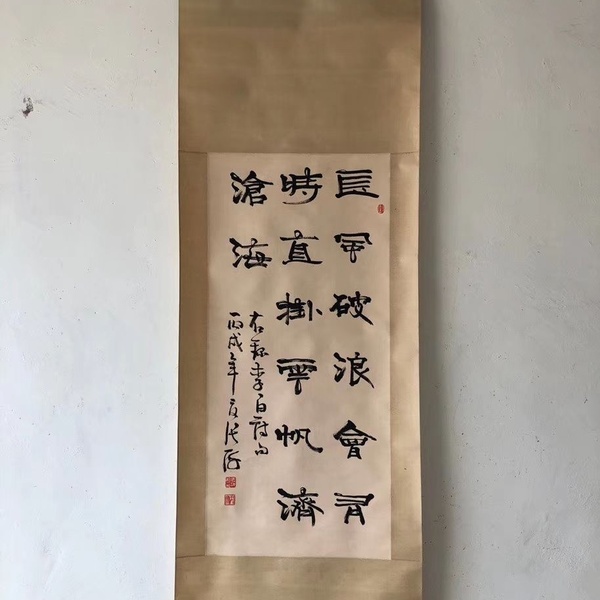 長風破浪會有
時直掛雲帆濟
滄海
右錄李白詩句
丙戌年